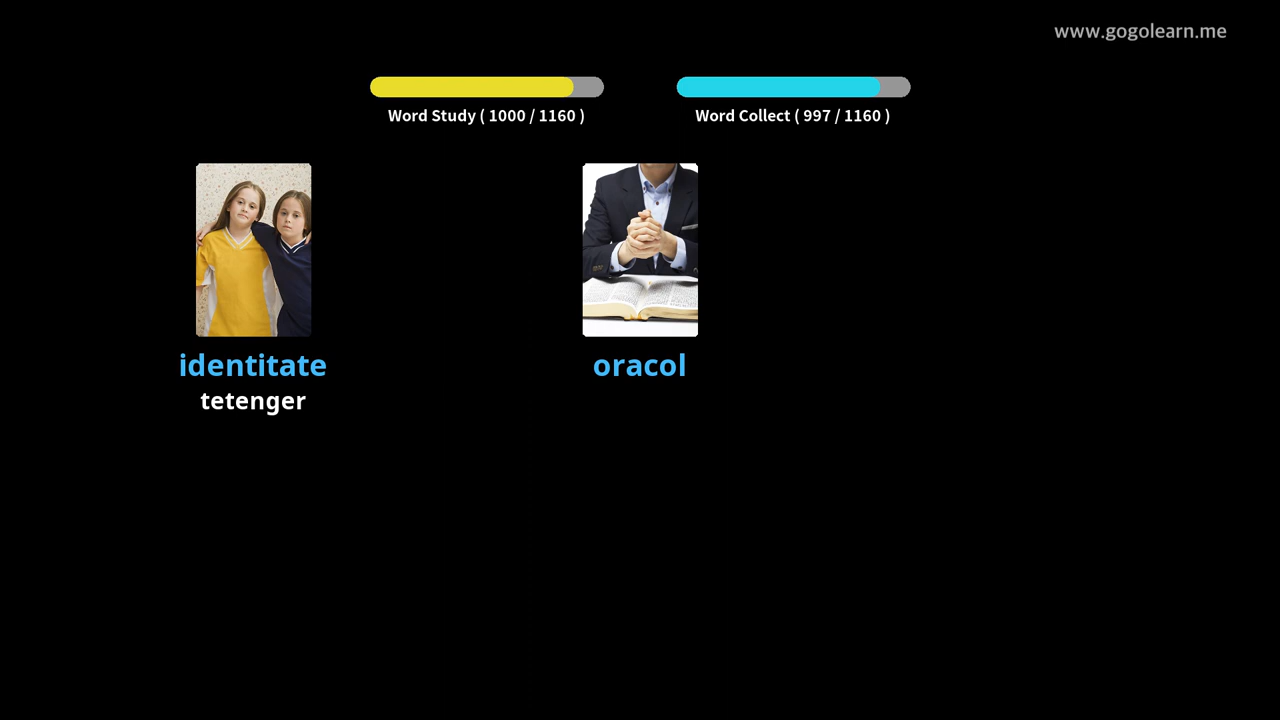 www.gogolearn.me
Word Study ( 1000 / 1160 )
Word Collect ( 997 / 1160 )
identitate
tetenger
oracol